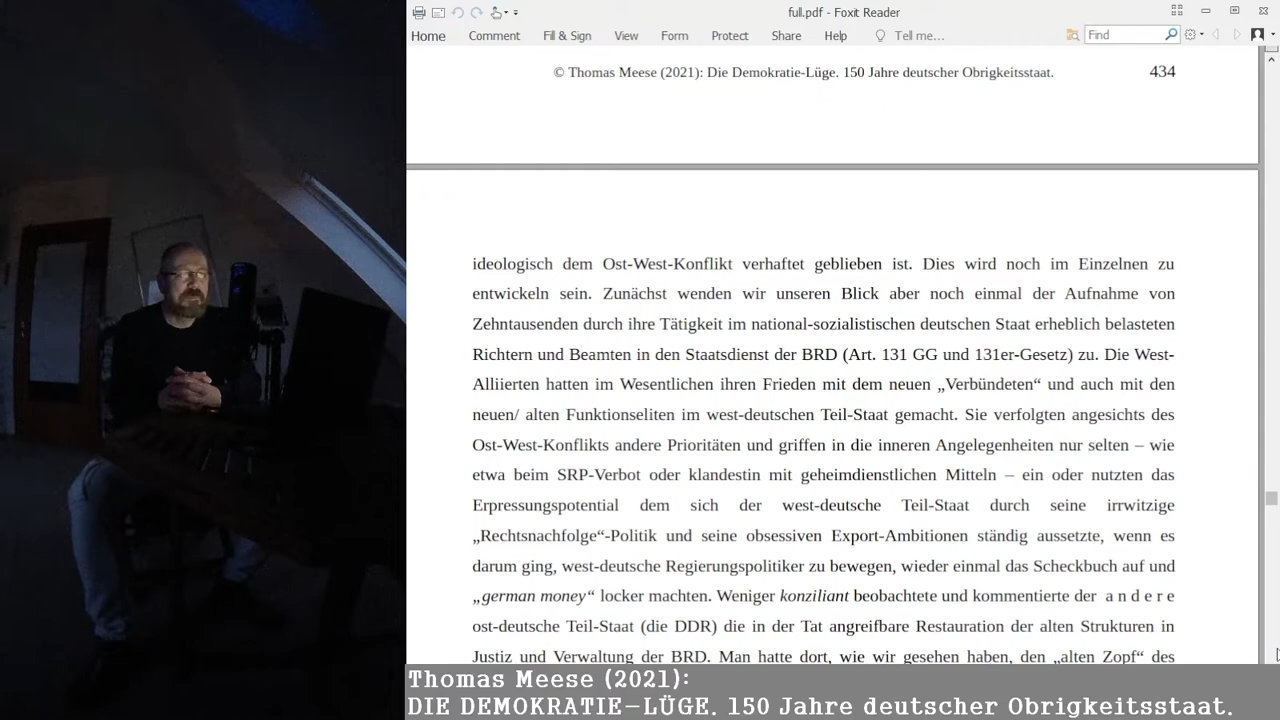 full.pdf - Foxit Reader
Home Comment Fill & Sign View Form Protect Share Help Tell me… Find
© Thomas Meese (2021): Die Demokratie-Lüge. 150 Jahre deutscher Obrigkeitsstaat. 434
ideologisch dem Ost-West-Konflikt verhaftet geblieben ist. Dies wird noch im Einzelnen zu
entwickeln sein. Zunächst wenden wir unseren Blick aber noch einmal der Aufnahme von
Zehntausenden durch ihre Tätigkeit im national-sozialistischen deutschen Staat erheblich belasteten
Richtern und Beamten in den Staatsdienst der BRD (Art. 131 GG und 131er-Gesetz) zu. Die West-
Alliierten hatten im Wesentlichen ihren Frieden mit dem neuen „Verbündeten“ und auch mit den
neuen/ alten Funktionseliten im west-deutschen Teil-Staat gemacht. Sie verfolgten angesichts des
Ost-West-Konflikts andere Prioritäten und griffen in die inneren Angelegenheiten nur selten – wie
etwa beim SRP-Verbot oder klandestin mit geheimdienstlichen Mitteln – ein oder nutzten das
Erpressungspotential dem sich der west-deutsche Teil-Staat durch seine irrwitzige
„Rechtsnachfolge“-Politik und seine obsessiven Export-Ambitionen ständig aussetzte, wenn es
darum ging, west-deutsche Regierungspolitiker zu bewegen, wieder einmal das Scheckbuch auf und
„german money“ locker machten. Weniger konziliant beobachtete und kommentierte der a n d e r e
ost-deutsche Teil-Staat (die DDR) die in der Tat angreifbare Restauration der alten Strukturen in
Justiz und Verwaltung der BRD. Man hatte dort, wie wir gesehen haben, den „alten Zopf“ des
Thomas Meese (2021):
DIE DEMOKRATIE–LÜGE. 150 Jahre deutscher Obrigkeitsstaat.